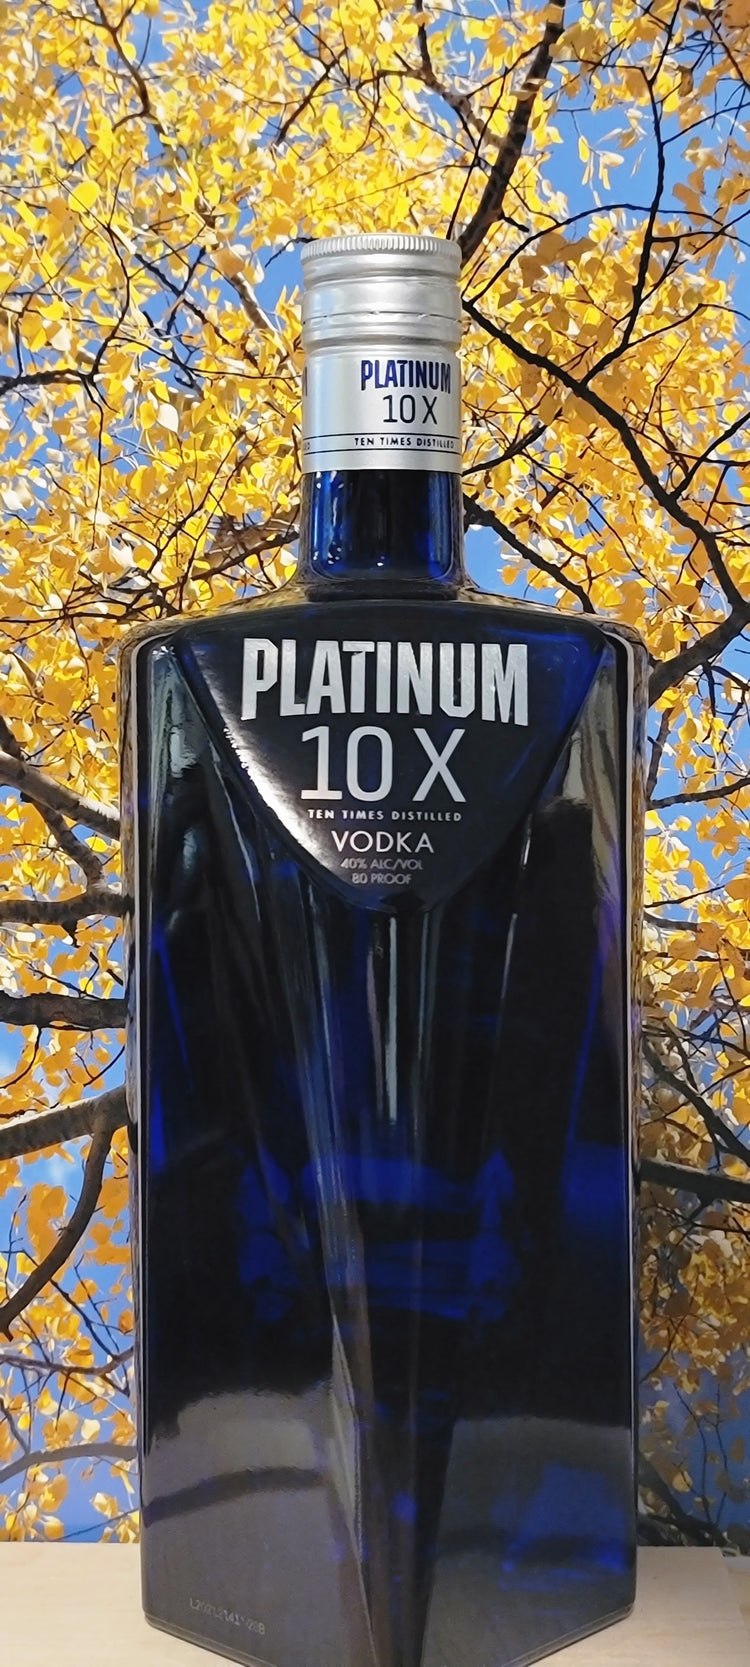 PLATINUM
10 X
TEN TIMES DISTILLED
PLATINUM
10 X
TEN TIMES DISTILLED
VODKA
40% ALC/VOL
80 PROOF